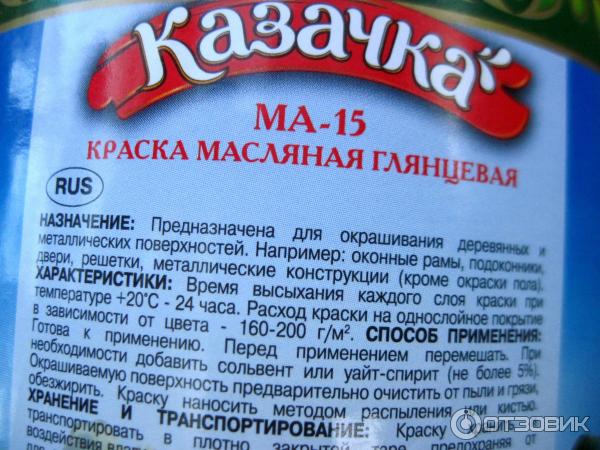 Казачка
МА-15
КРАСКА МАСЛЯНАЯ ГЛЯНЦЕВАЯ
RUS
НАЗНАЧЕНИЕ: Предназначена для окрашивания деревянных и
металлических поверхностей. Например: оконные рамы, подоконники,
двери, решетки, металлические конструкции (кроме окраски пола).
ХАРАКТЕРИСТИКИ: Время высыхания каждого слоя краски при
температуре +20°С - 24 часа. Расход краски на однослойное покрытие
в зависимости от цвета - 160-200 г/м². СПОСОБ ПРИМЕНЕНИЯ:
Готова к применению. Перед применением перемешать. При
необходимости добавить сольвент или уайт-спирит (не более 5%).
Окрашиваемую поверхность предварительно очистить от пыли и грязи,
обезжирить. Краску наносить методом распыления или кистью.
ХРАНЕНИЕ И ТРАНСПОРТИРОВАНИЕ: Краску
транспортировать в плотно закрытой таре, предохраняя от
воздействия
ОТЗОВИК